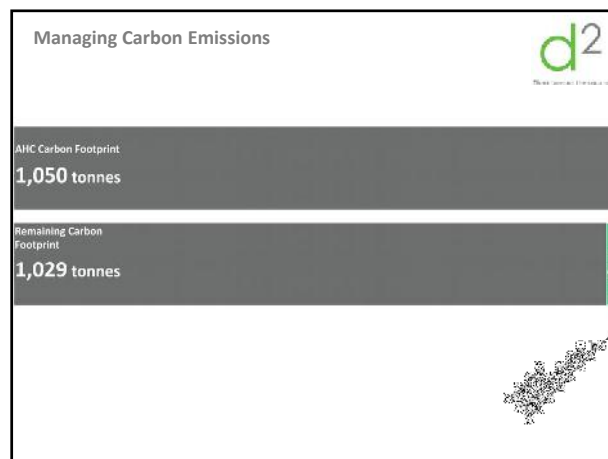 Managing Carbon Emissions
d2
AHC Carbon Footprint
1,050 tonnes
Remaining Carbon
Footprint
1,029 tonnes